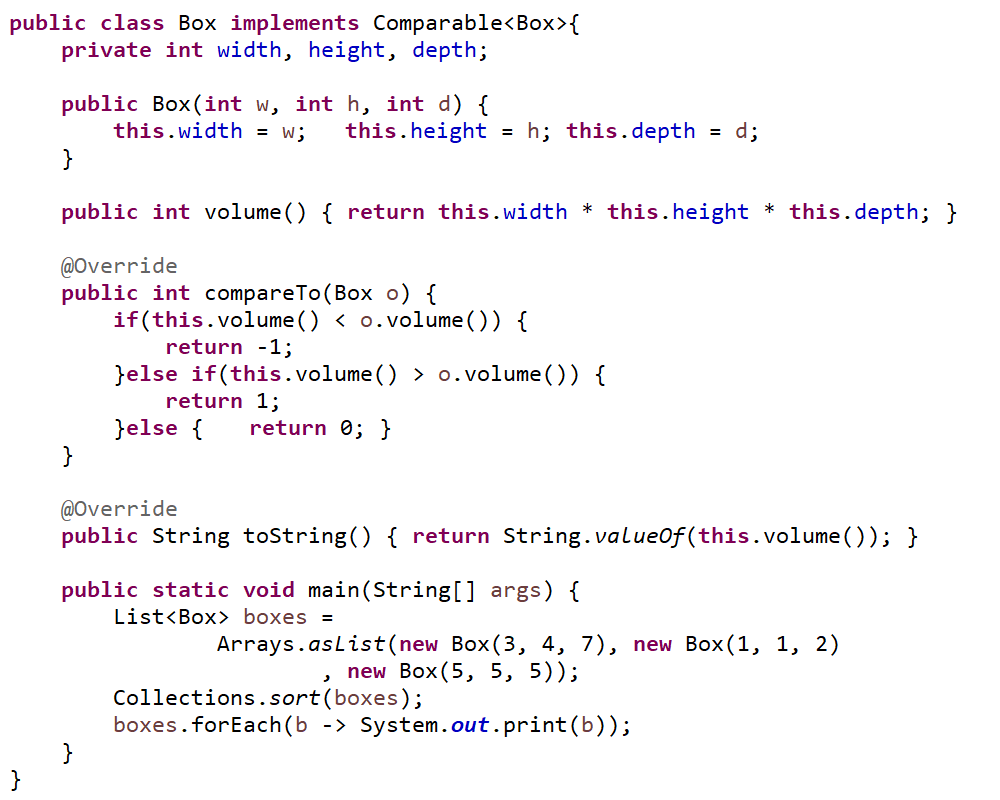 public class Box implements Comparable<Box>{
    private int width, height, depth;

    public Box(int w, int h, int d) {
        this.width = w;   this.height = h; this.depth = d;
    }

    public int volume() { return this.width * this.height * this.depth; }

    @Override
    public int compareTo(Box o) {
        if(this.volume() < o.volume()) {
            return -1;
        }else if(this.volume() > o.volume()) {
            return 1;
        }else {   return 0; }
    }

    @Override
    public String toString() { return String.valueOf(this.volume()); }

    public static void main(String[] args) {
        List<Box> boxes =
                Arrays.asList(new Box(3, 4, 7), new Box(1, 1, 2)
                        , new Box(5, 5, 5));
        Collections.sort(boxes);
        boxes.forEach(b -> System.out.print(b));
    }
}